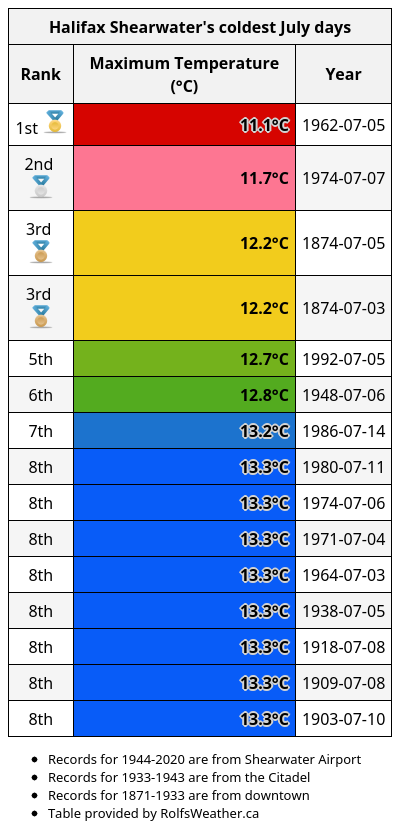 Halifax Shearwater's coldest July days
Rank Maximum Temperature (°C) Year
1st 11.1°C 1962-07-05
2nd 11.7°C 1974-07-07
3rd 12.2°C 1874-07-05
3rd 12.2°C 1874-07-03
5th 12.7°C 1992-07-05
6th 12.8°C 1948-07-06
7th 13.2°C 1986-07-14
8th 13.3°C 1980-07-11
8th 13.3°C 1974-07-06
8th 13.3°C 1971-07-04
8th 13.3°C 1964-07-03
8th 13.3°C 1938-07-05
8th 13.3°C 1918-07-08
8th 13.3°C 1909-07-08
8th 13.3°C 1903-07-10
• Records for 1944-2020 are from Shearwater Airport
• Records for 1933-1943 are from the Citadel
• Records for 1871-1933 are from downtown
• Table provided by RolfsWeather.ca